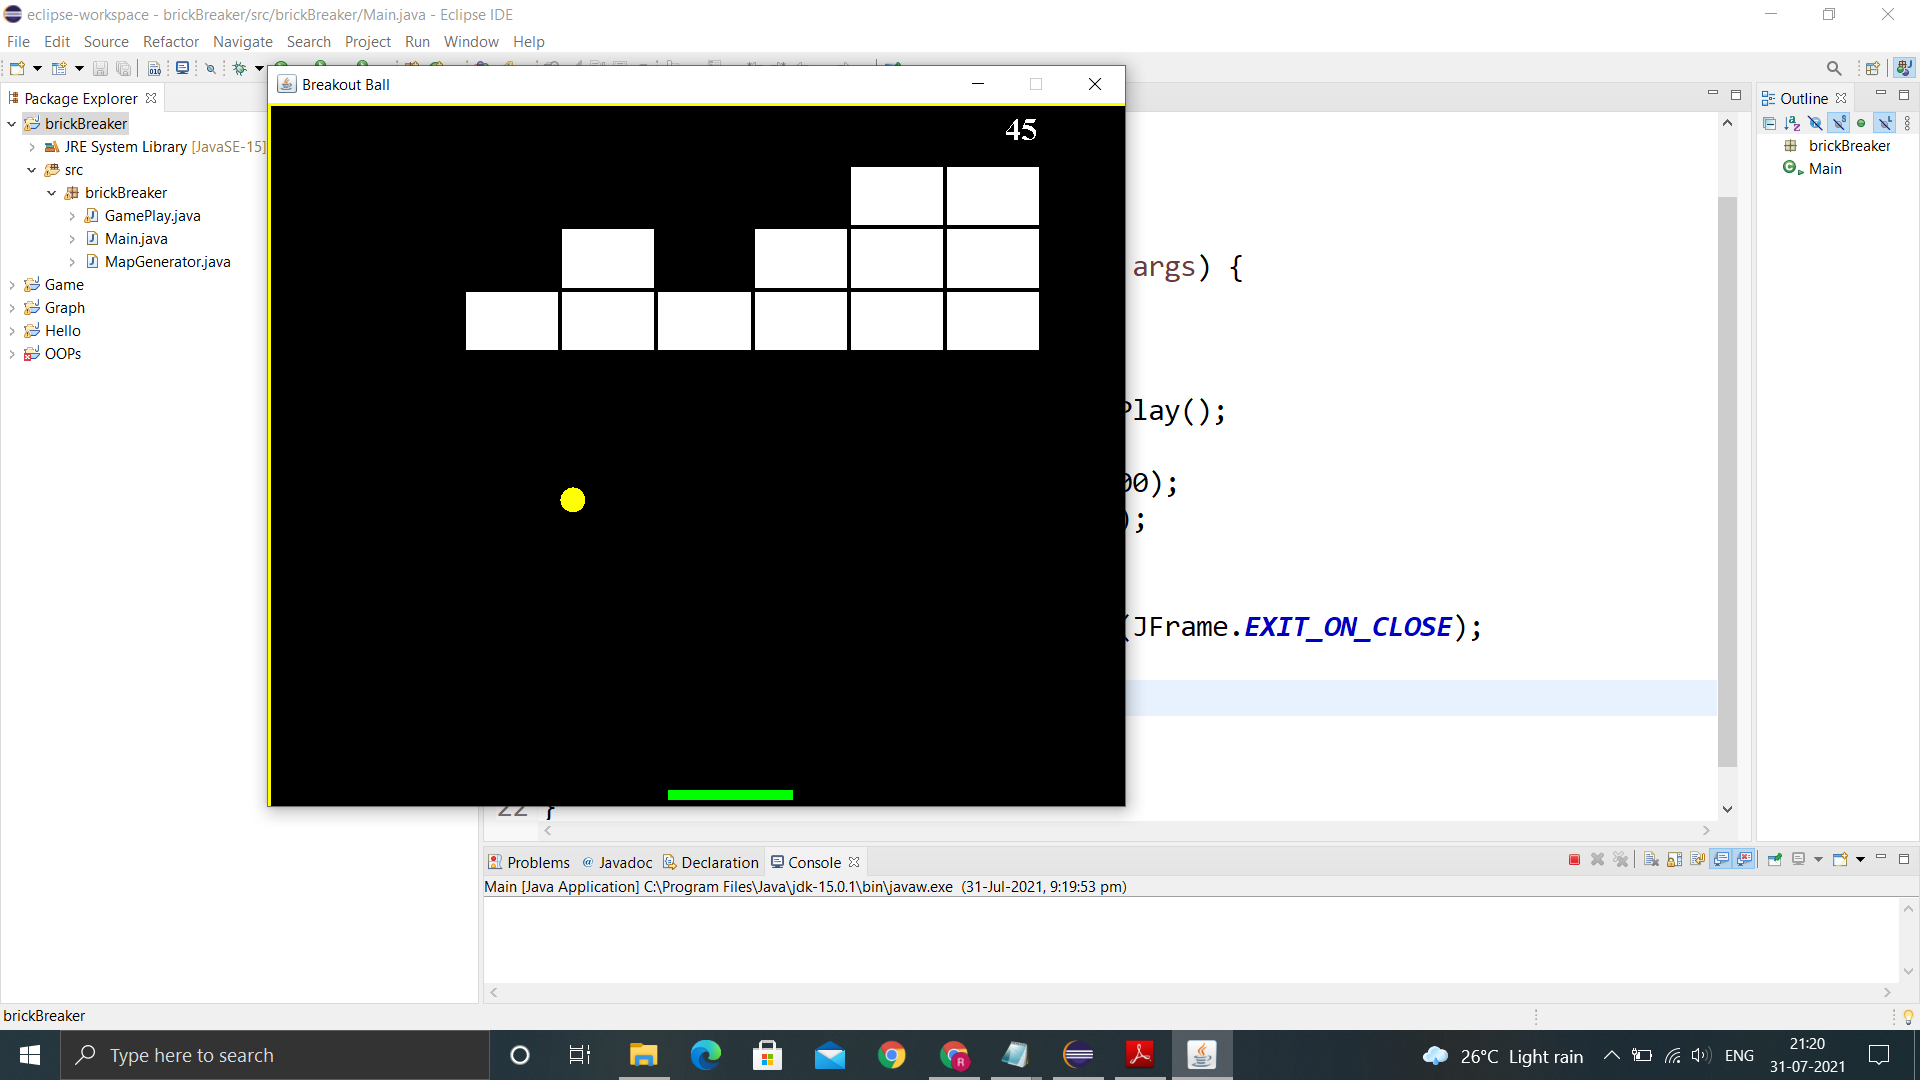 eclipse-workspace - brickBreaker/src/brickBreaker/Main.java - Eclipse IDE
File Edit Source Refactor Navigate Search Project Run Window Help
Package Explorer
brickBreaker
JRE System Library [JavaSE-15]
src
brickBreaker
GamePlay.java
Main.java
MapGenerator.java
Game
Graph
Hello
OOPs
Breakout Ball
45
args) {
Play();
00);
);
(JFrame.EXIT_ON_CLOSE);
22 }
Outline
brickBreaker
Main
Problems @ Javadoc Declaration Console
Main [Java Application] C:\Program Files\Java\jdk-15.0.1\bin\javaw.exe (31-Jul-2021, 9:19:53 pm)
brickBreaker
Type here to search
26°C Light rain
ENG
21:20
31-07-2021